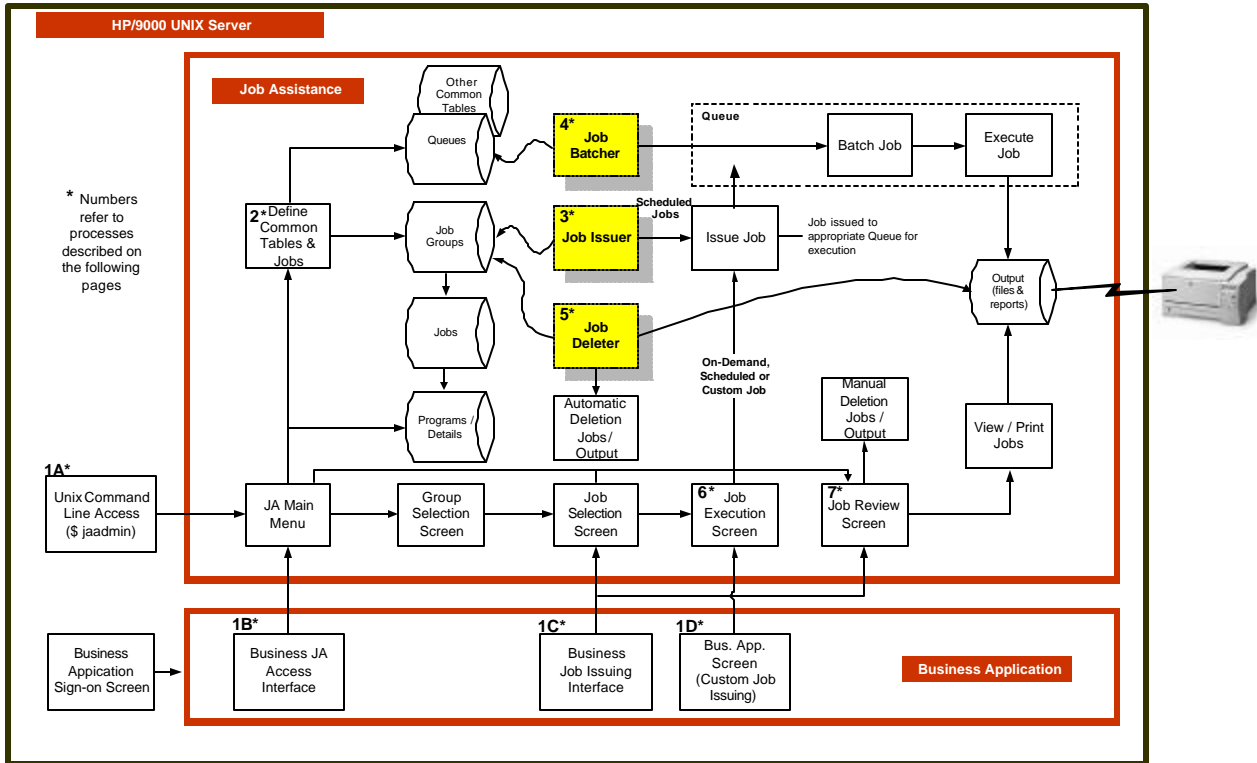 HP/9000 UNIX Server
Job Assistance
Other
Common
Tables
Queues
4*
Job
Batcher
Queue
Batch Job
Execute
Job
* Numbers
refer to
processes
described on
the following
pages
2*
Define
Common
Tables &
Jobs
Job
Groups
3*
Job Issuer
Scheduled
Jobs
Issue Job
Job issued to
appropriate Queue for
execution
Output
(files &
reports)
Jobs
5*
Job
Deleter
On-Demand,
Scheduled or
Custom Job
Programs /
Details
Automatic
Deletion
Jobs /
Output
Manual
Deletion
Jobs /
Output
View / Print
Jobs
1A*
Unix Command
Line Access
($ jaadmin)
JA Main
Menu
Group
Selection
Screen
Job
Selection
Screen
6*
Job
Execution
Screen
7*
Job Review
Screen
Business
Appication
Sign-on Screen
1B*
Business JA
Access
Interface
1C*
Business
Job Issuing
Interface
1D*
Bus. App.
Screen
(Custom Job
Issuing)
Business Application